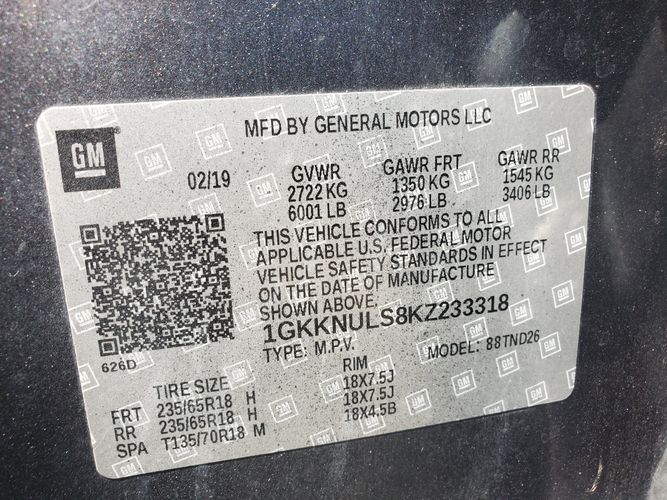 MFD BY GENERAL MOTORS LLC
GM
02/19
GVWR
2722 KG
6001 LB
GAWR FRT
1350 KG
2976 LB
GAWR RR
1545 KG
3406 LB
THIS VEHICLE CONFORMS TO ALL
APPLICABLE U.S. FEDERAL MOTOR
VEHICLE SAFETY STANDARDS IN EFFECT
ON THE DATE OF MANUFACTURE
SHOWN ABOVE.
1GKKNULS8KZ233318
TYPE: M.P.V. MODEL: 88TND26
626D
TIRE SIZE RIM
FRT 235/65R18 H 18X7.5J
RR 235/65R18 H 18X7.5J
SPA T135/70R18 M 18X4.5B